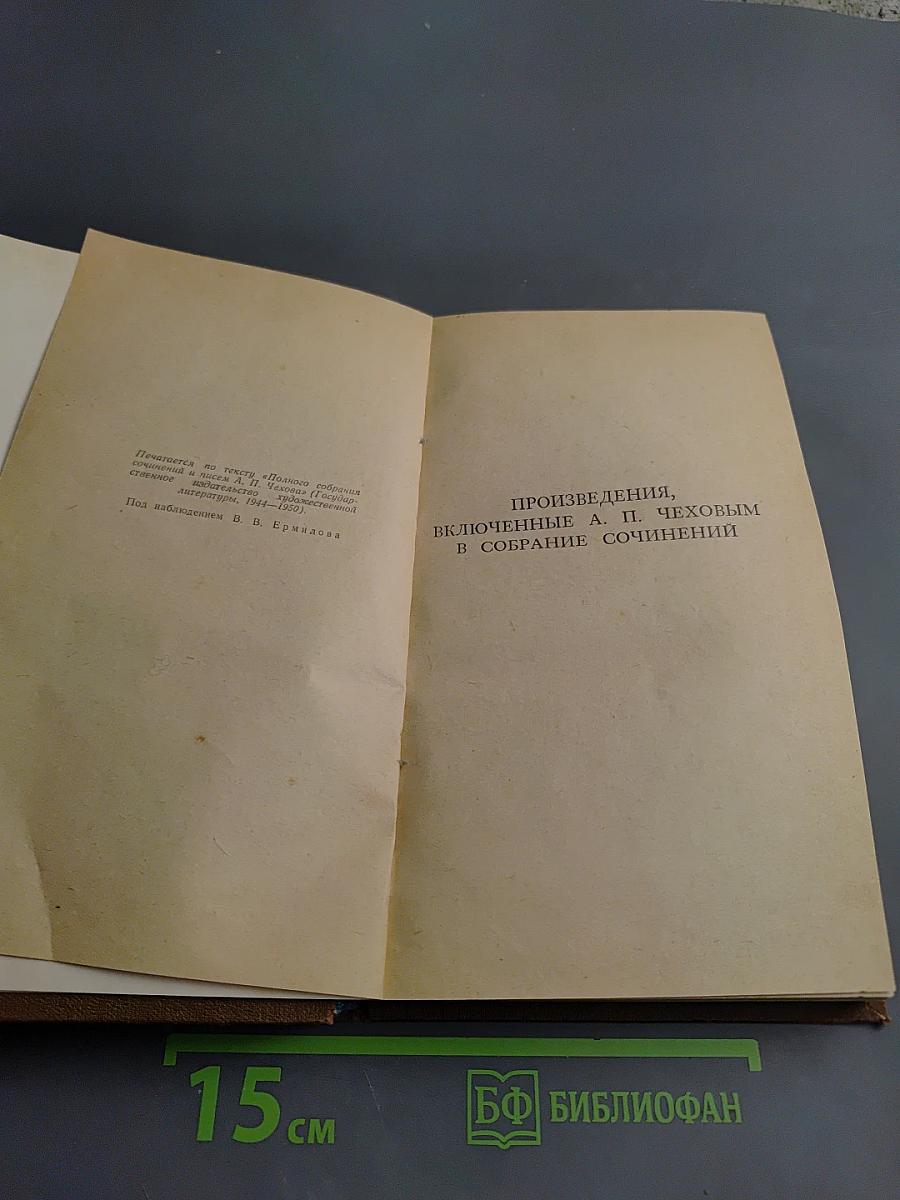 Печатается по тексту «Полного собрания
сочинений и писем А. П. Чехова» (Государ-
ственное издательство художественной
литературы, 1944—1950).
Под наблюдением В. В. Ермилова
ПРОИЗВЕДЕНИЯ,
ВКЛЮЧЕННЫЕ А. П. ЧЕХОВЫМ
В СОБРАНИЕ СОЧИНЕНИЙ
15 см
БФ БИБЛИОФАН